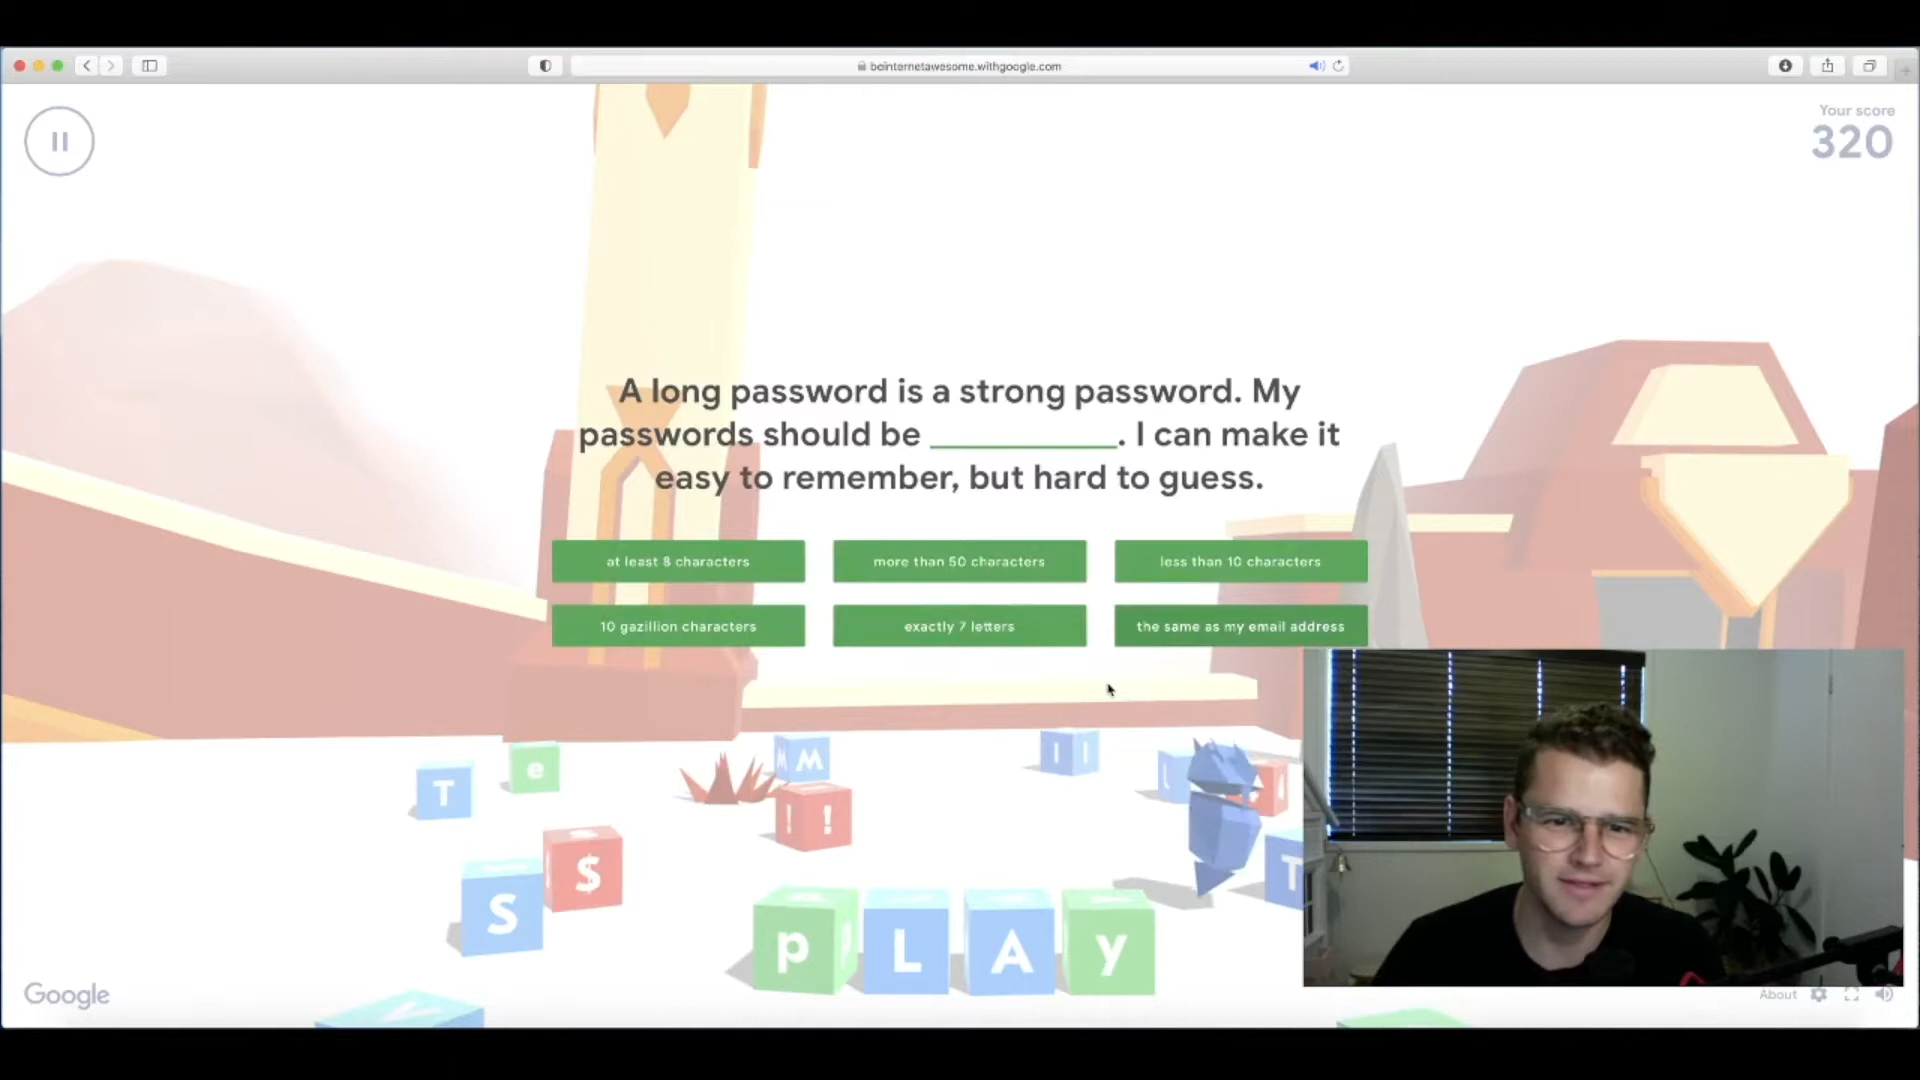 beinternetawesome.withgoogle.com
Your score
320
A long password is a strong password. My
passwords should be __________. I can make it
easy to remember, but hard to guess.
at least 8 characters
more than 50 characters
less than 10 characters
10 gazillion characters
exactly 7 letters
the same as my email address
T
e
M M
I I
L
!!
S
$
T
p L A y
Y
Google
About